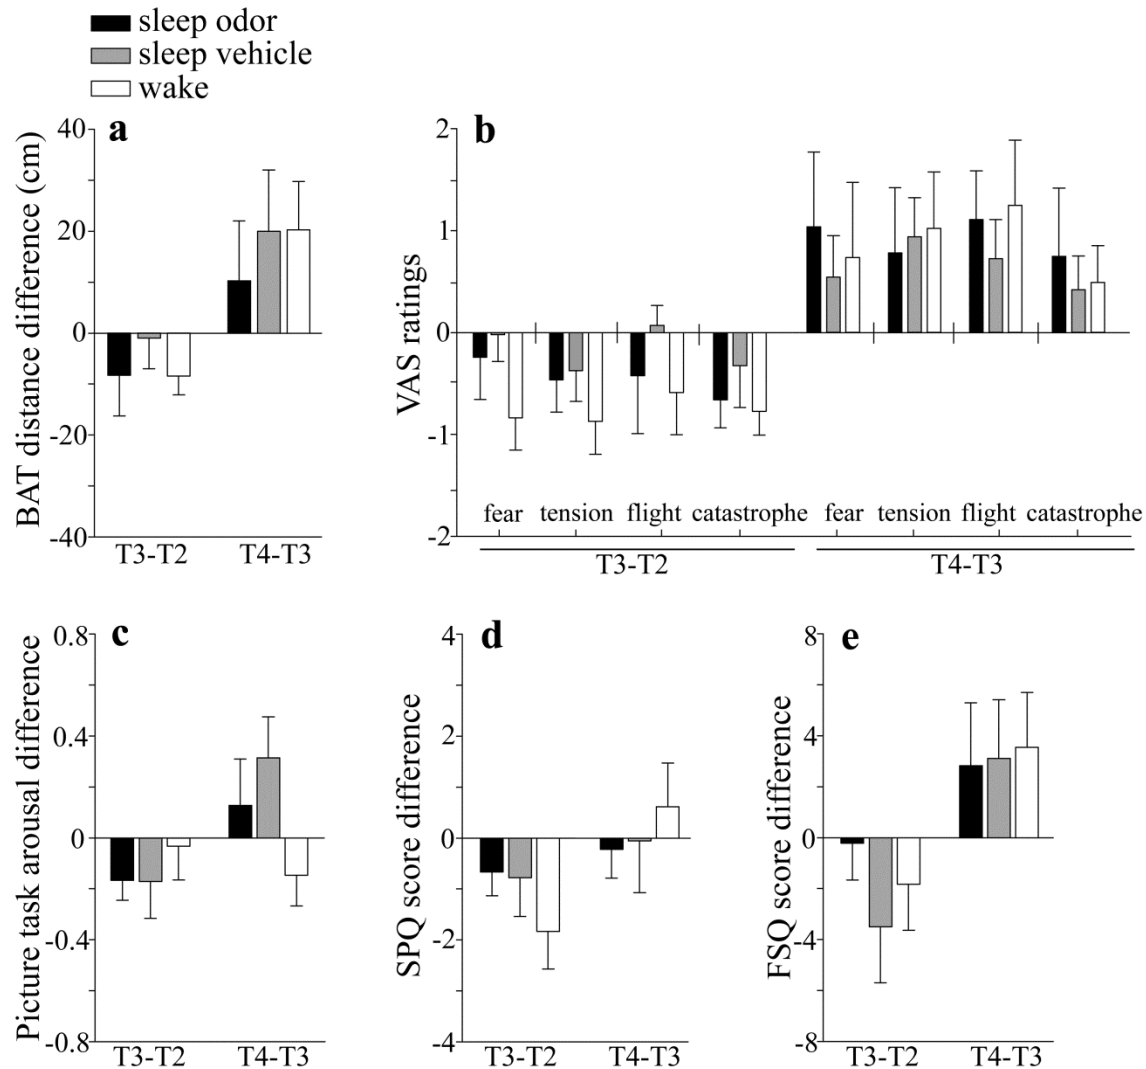 sleep odor
sleep vehicle
wake
a
BAT distance difference (cm)
40
20
0
-20
-40
T3-T2 T4-T3
b
VAS ratings
2
1
0
-1
-2
fear tension flight catastrophe fear tension flight catastrophe
T3-T2 T4-T3
c
Picture task arousal difference
0.8
0.4
0
-0.4
-0.8
T3-T2 T4-T3
d
SPQ score difference
4
2
0
-2
-4
T3-T2 T4-T3
e
FSQ score difference
8
4
0
-4
-8
T3-T2 T4-T3